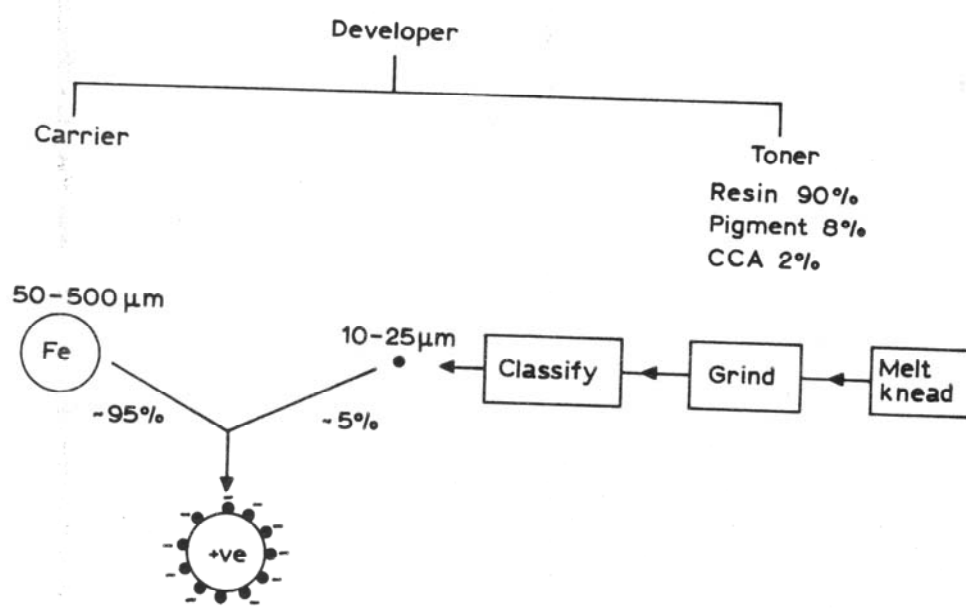 Developer
Carrier
Toner
Resin 90%
Pigment 8%
CCA 2%
50-500 μm
Fe
10-25μm
Classify
Grind
Melt
knead
~95%
~5%
+ve